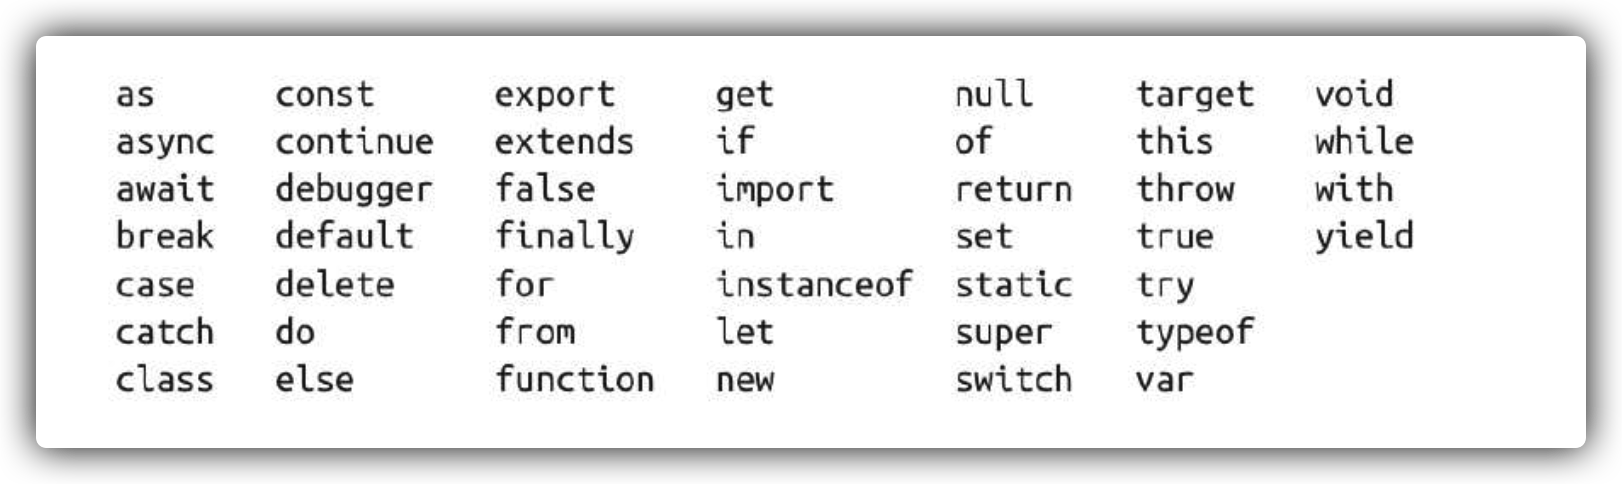 as const export get null target void
async continue extends if of this while
await debugger false import return throw with
break default finally in set true yield
case delete for instanceof static try
catch do from let super typeof
class else function new switch var